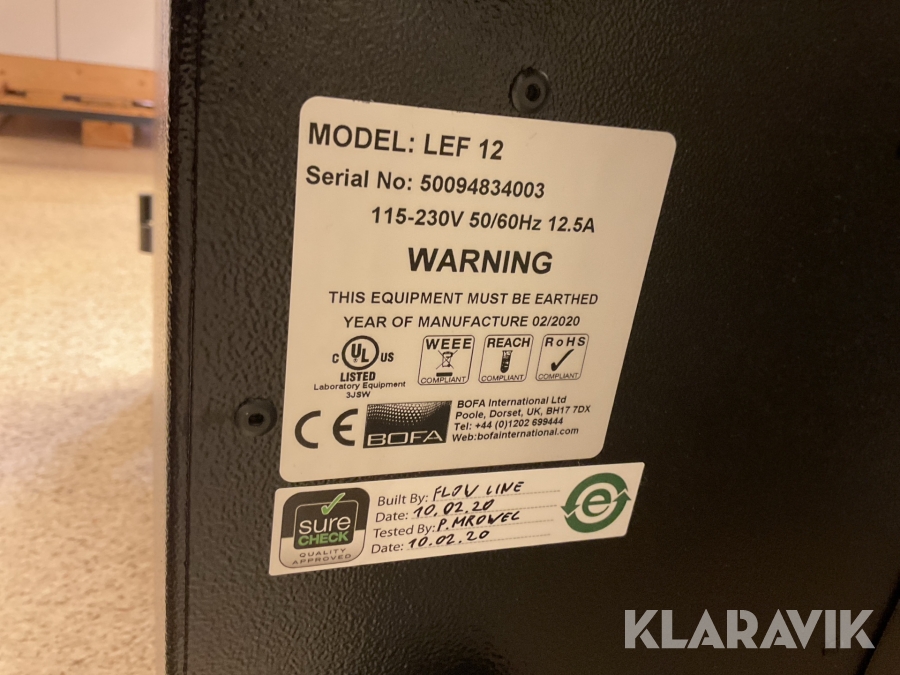 MODEL: LEF 12
Serial No: 50094834003
115-230V 50/60Hz 12.5A
WARNING
THIS EQUIPMENT MUST BE EARTHED
YEAR OF MANUFACTURE 02/2020
C UL US
LISTED
Laboratory Equipment
3JSW
WEEE
COMPLIANT
REACH
COMPLIANT
RoHS
COMPLIANT
CE
BOFA
BOFA International Ltd
Poole, Dorset, UK, BH17 7DX
Tel: +44 (0)1202 699444
Web:bofainternational.com
sure
CHECK
QUALITY
APPROVED
Built By: FLOW LINE
Date: 10.02.20
Tested By: P.MROWEC
Date: 10.02.20
e
KLARAVIK